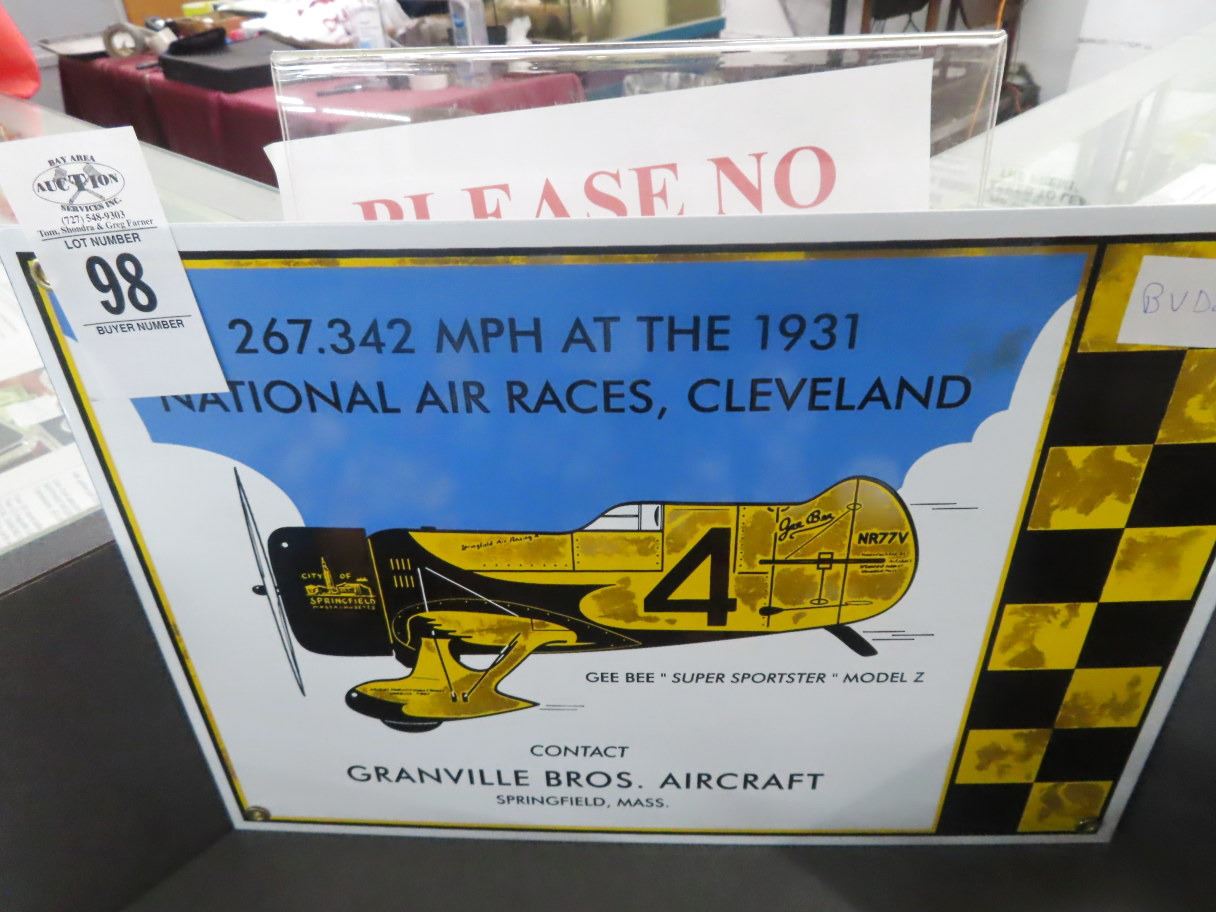 BAY AREA
AUCTION
SERVICES INC.
(727) 548-9303
Tom, Shondra & Greg Farner
LOT NUMBER
98
BUYER NUMBER
PLEASE NO
BUD
267.342 MPH AT THE 1931
NATIONAL AIR RACES, CLEVELAND
Gee Bee
NR77V
4
CITY OF
SPRINGFIELD
MASSACHUSETTS
GEE BEE " SUPER SPORTSTER " MODEL Z
CONTACT
GRANVILLE BROS. AIRCRAFT
SPRINGFIELD, MASS.